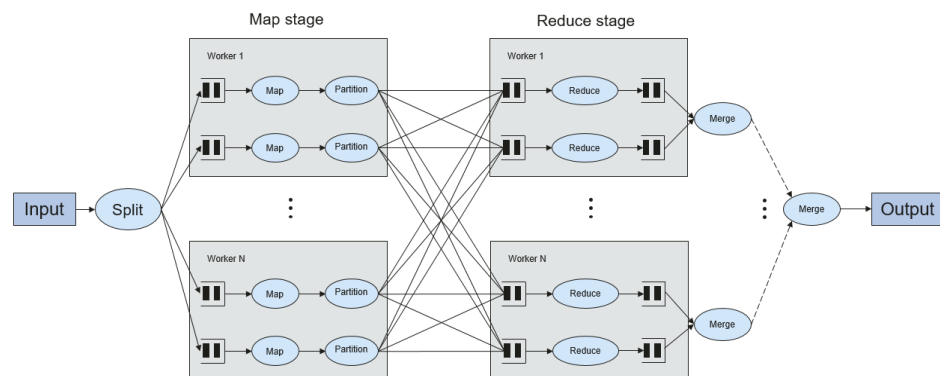 Map stage
Reduce stage
Worker 1
Map
Partition
Map
Partition
Worker 1
Reduce
Reduce
Merge
Input
Split
Merge
Output
Worker N
Map
Partition
Map
Partition
Worker N
Reduce
Reduce
Merge